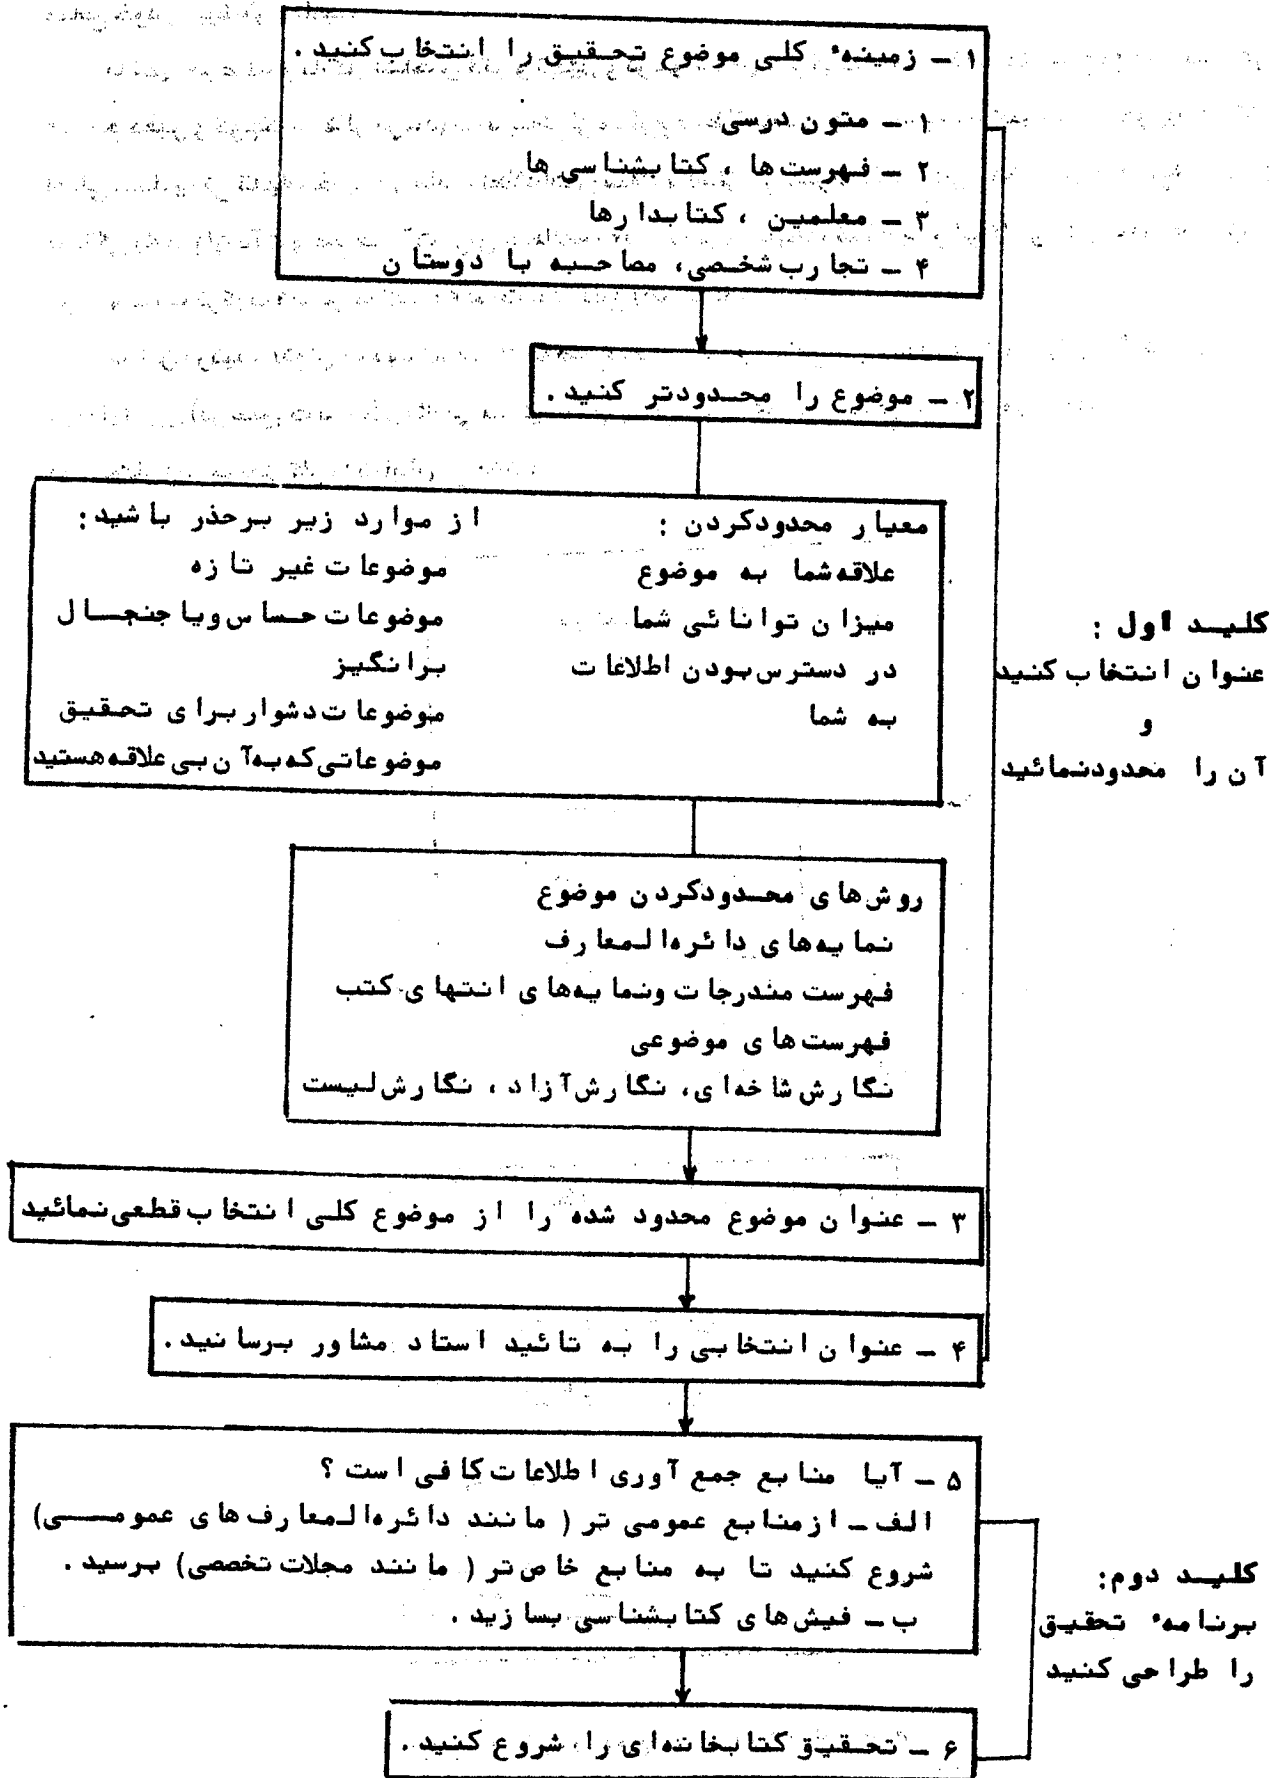 ۱ – زمینهٔ کلی موضوع تحقیق را انتخاب کنید.
۱ – متون درسی
۲ – فهرست‌ها ، کتابشناسی‌ها
۳ – معلمین ، کتابدارها
۴ – تجارب شخصی، مصاحبه با دوستان
۲ – موضوع را محدودتر کنید.
معیار محدودکردن :
علاقه‌شما به موضوع
میزان توانائی شما
در دسترس‌بودن اطلاعات
به شما
از موارد زیر برحذر باشید:
موضوعات غیر تازه
موضوعات حساس‌ویا جنجال
برانگیز
موضوعات دشوار برای تحقیق
موضوعاتی‌که‌به‌آن بی‌علاقه‌هستید
کلید اول :
عنوان انتخاب کنید
و
آن را محدودنمائید
روش‌های محدودکردن موضوع
نمایه‌های دائره‌المعارف
فهرست مندرجات ونمایه‌های انتهای کتب
فهرست‌های موضوعی
نگارش‌شاخه‌ای، نگارش‌آزاد، نگارش‌لیست
۳ – عنوان موضوع محدود شده را از موضوع کلی انتخاب قطعی‌نمائید
۴ – عنوان انتخابی را به تائید استاد مشاور برسانید.
۵ – آیا منابع جمع‌آوری اطلاعات کافی است ؟
الف – ازمنابع عمومی‌تر ( مانند دائره‌المعارف‌های عمومی)
شروع کنید تا به منابع خاص‌تر ( مانند مجلات تخصصی) برسید.
ب – فیش‌های کتابشناسی بسازید.
کلید دوم:
برنامهٔ تحقیق
را طراحی کنید
۶ – تحقیق کتابخانه‌ای را شروع کنید.